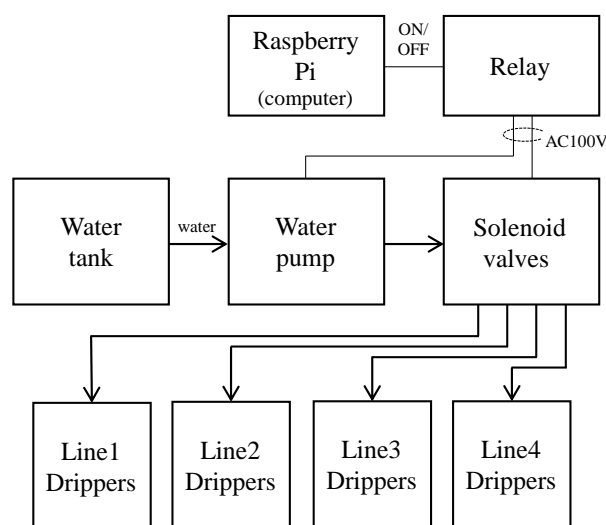 Raspberry
Pi
(computer)
ON/
OFF
Relay
AC100V
Water
tank
water
Water
pump
Solenoid
valves
Line1
Drippers
Line2
Drippers
Line3
Drippers
Line4
Drippers